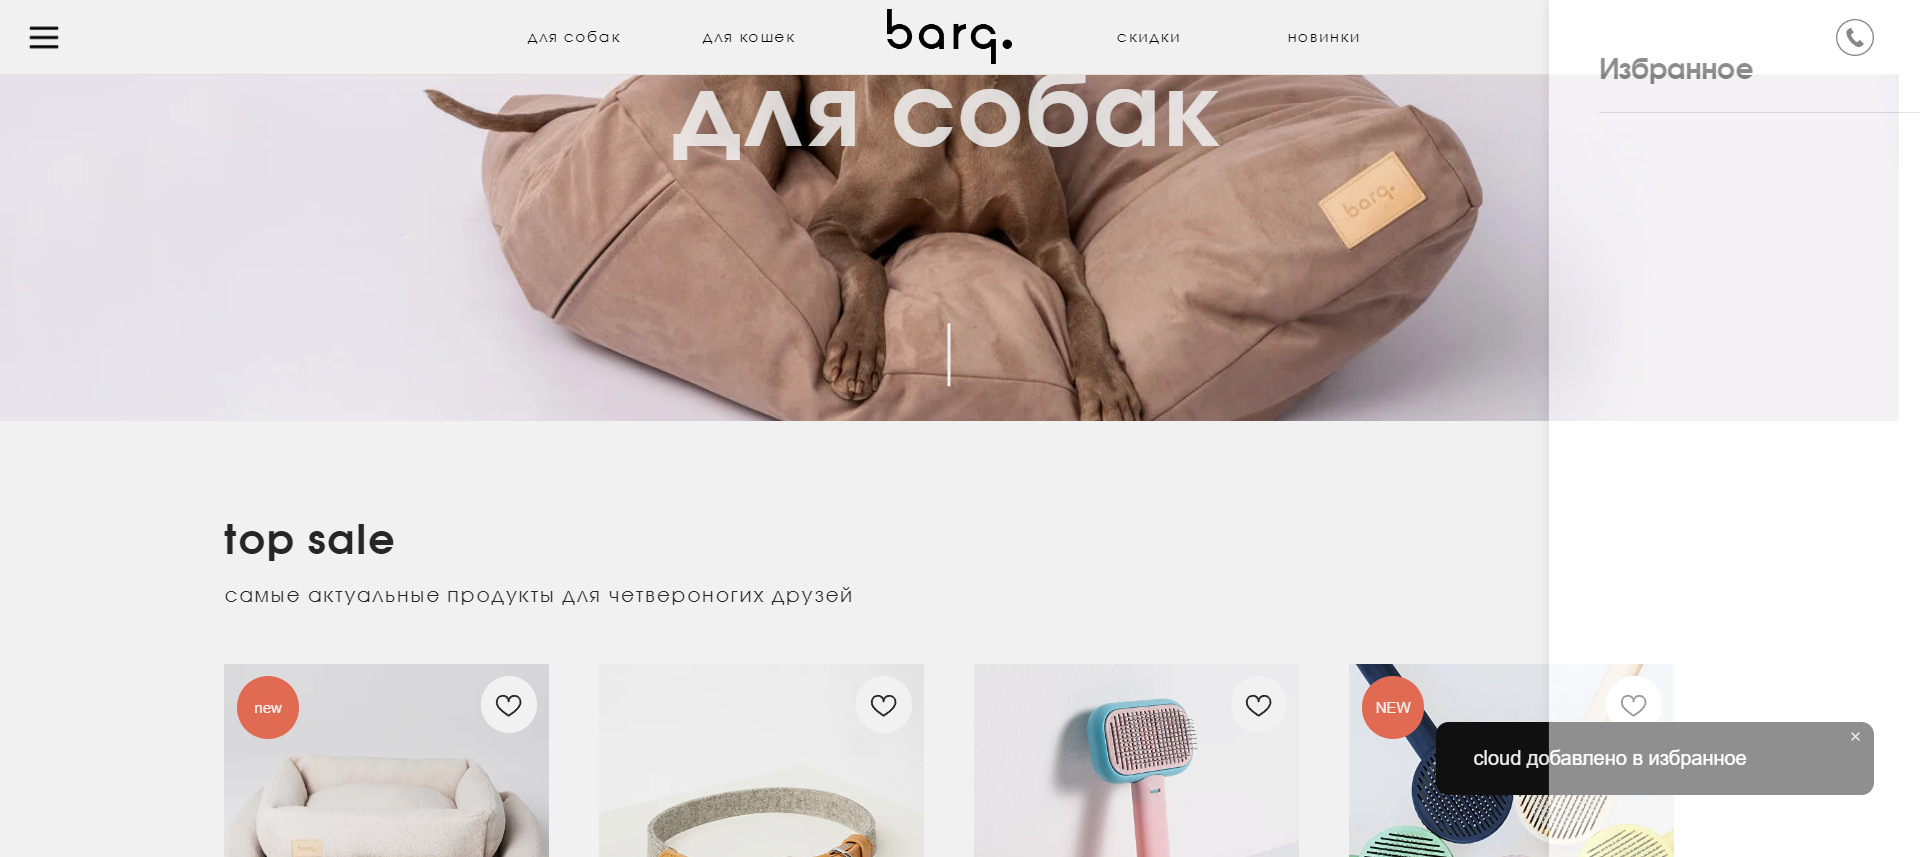 для собак
для кошек
barq.
скидки
новинки
Избранное
для собак
barq.
top sale
самые актуальные продукты для четвероногих друзей
new
NEW
cloud добавлено в избранное
barq.